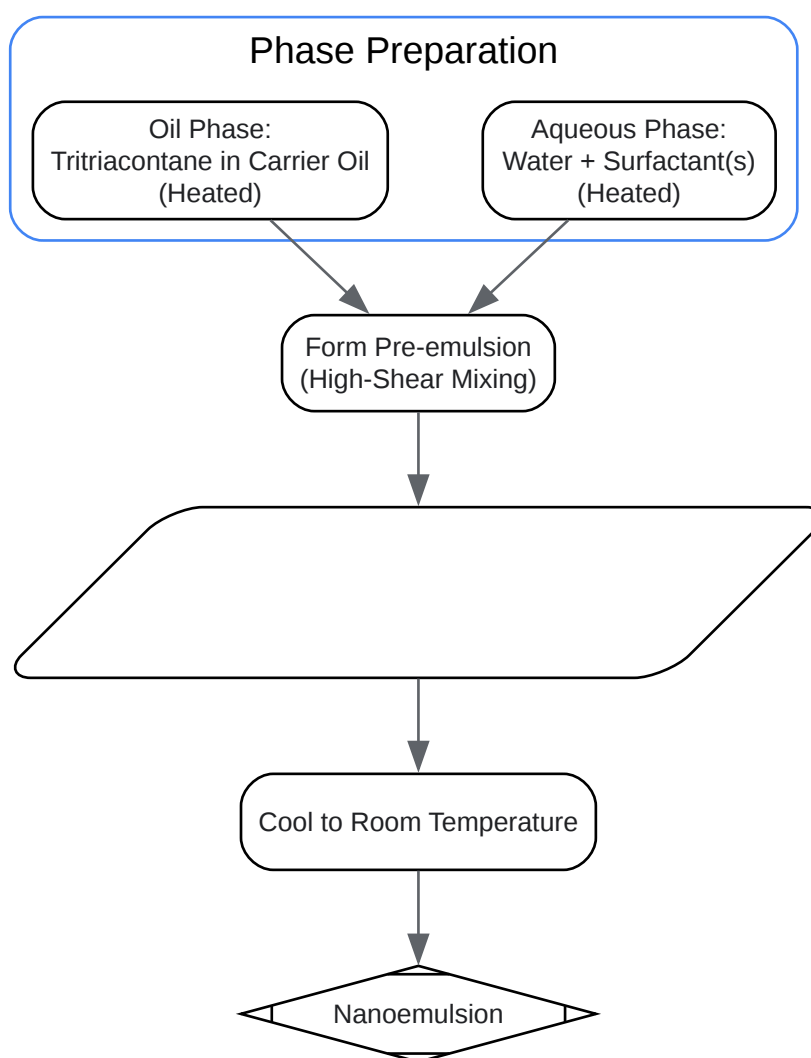 Phase Preparation
Oil Phase:
Tritriacontane in Carrier Oil
(Heated)
Aqueous Phase:
Water + Surfactant(s)
(Heated)
Form Pre-emulsion
(High-Shear Mixing)
Cool to Room Temperature
Nanoemulsion